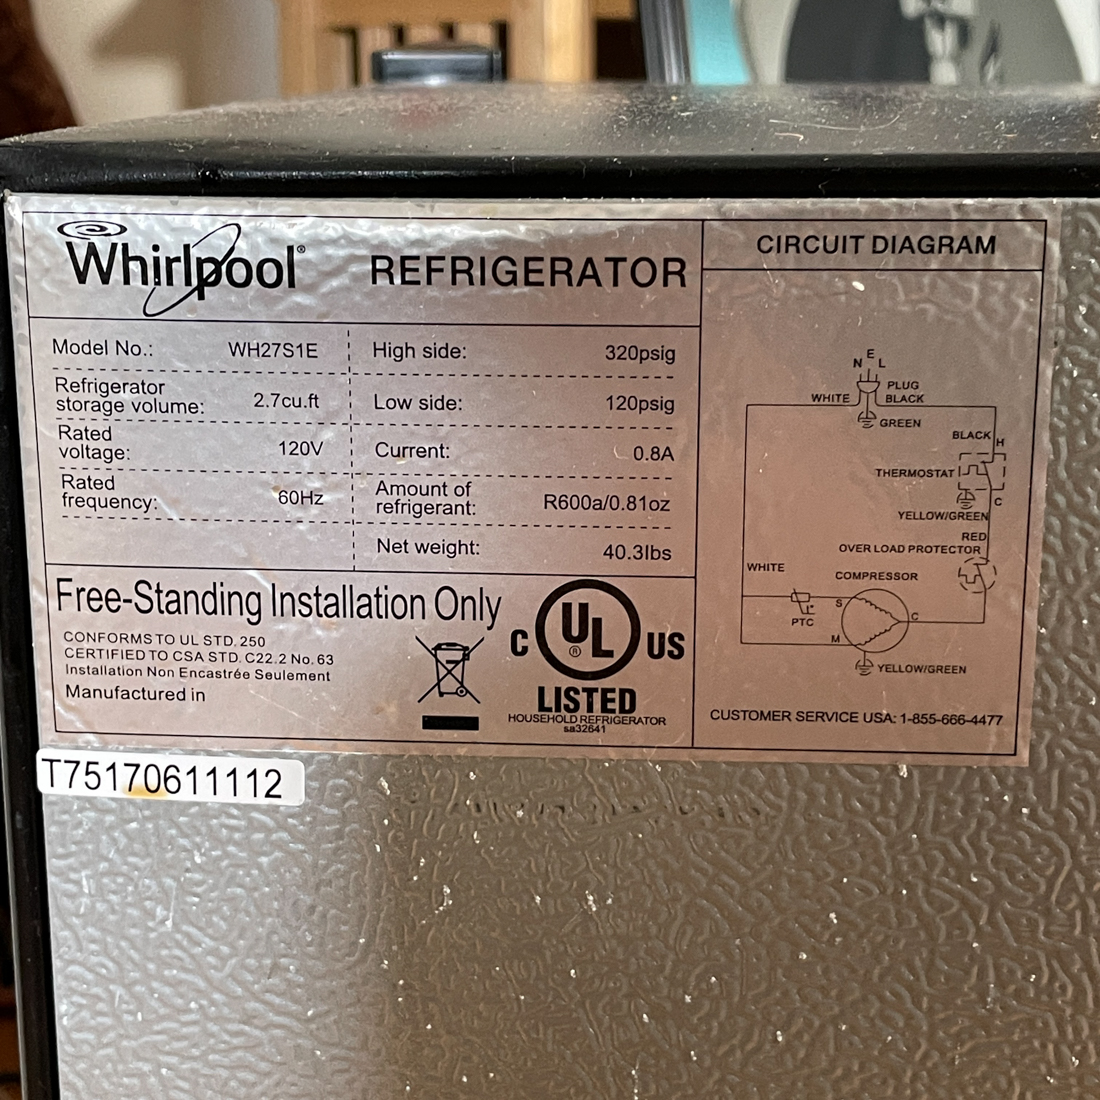 Whirlpool® REFRIGERATOR
Model No.: WH27S1E
Refrigerator
storage volume: 2.7cu.ft
Rated
voltage: 120V
Rated
frequency: 60Hz
High side: 320psig
Low side: 120psig
Current: 0.8A
Amount of
refrigerant: R600a/0.81oz
Net weight: 40.3lbs
Free-Standing Installation Only
CONFORMS TO UL STD. 250
CERTIFIED TO CSA STD. C22.2 No. 63
Installation Non Encastrée Seulement
Manufactured in
C UL® US
LISTED
HOUSEHOLD REFRIGERATOR
sa32641
CIRCUIT DIAGRAM
E
N L
PLUG
WHITE BLACK
GREEN
BLACK H
THERMOSTAT
C
YELLOW/GREEN
RED
OVER LOAD PROTECTOR
WHITE
COMPRESSOR
S
t°
PTC
C
M
YELLOW/GREEN
CUSTOMER SERVICE USA: 1-855-666-4477
T75170611112